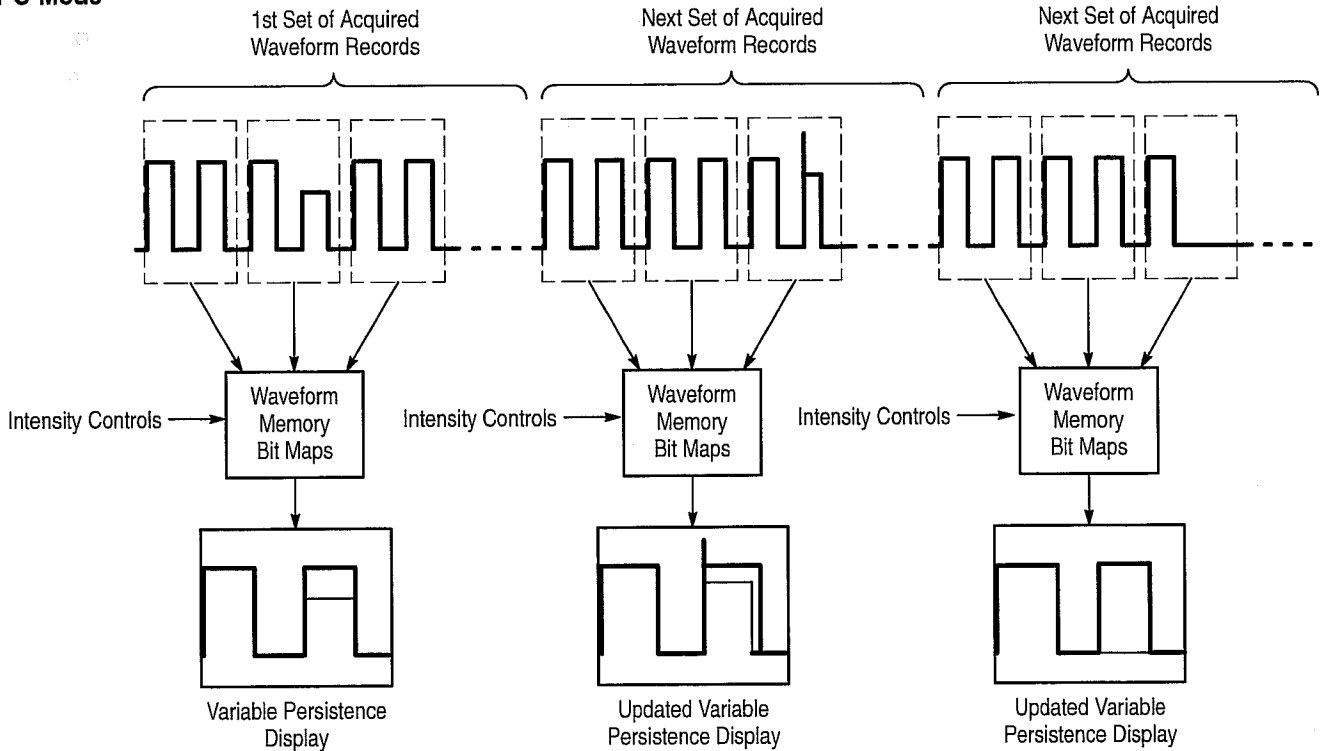 1st Set of Acquired
Waveform Records
Next Set of Acquired
Waveform Records
Next Set of Acquired
Waveform Records
Intensity Controls
Waveform
Memory
Bit Maps
Intensity Controls
Waveform
Memory
Bit Maps
Intensity Controls
Waveform
Memory
Bit Maps
Variable Persistence
Display
Updated Variable
Persistence Display
Updated Variable
Persistence Display